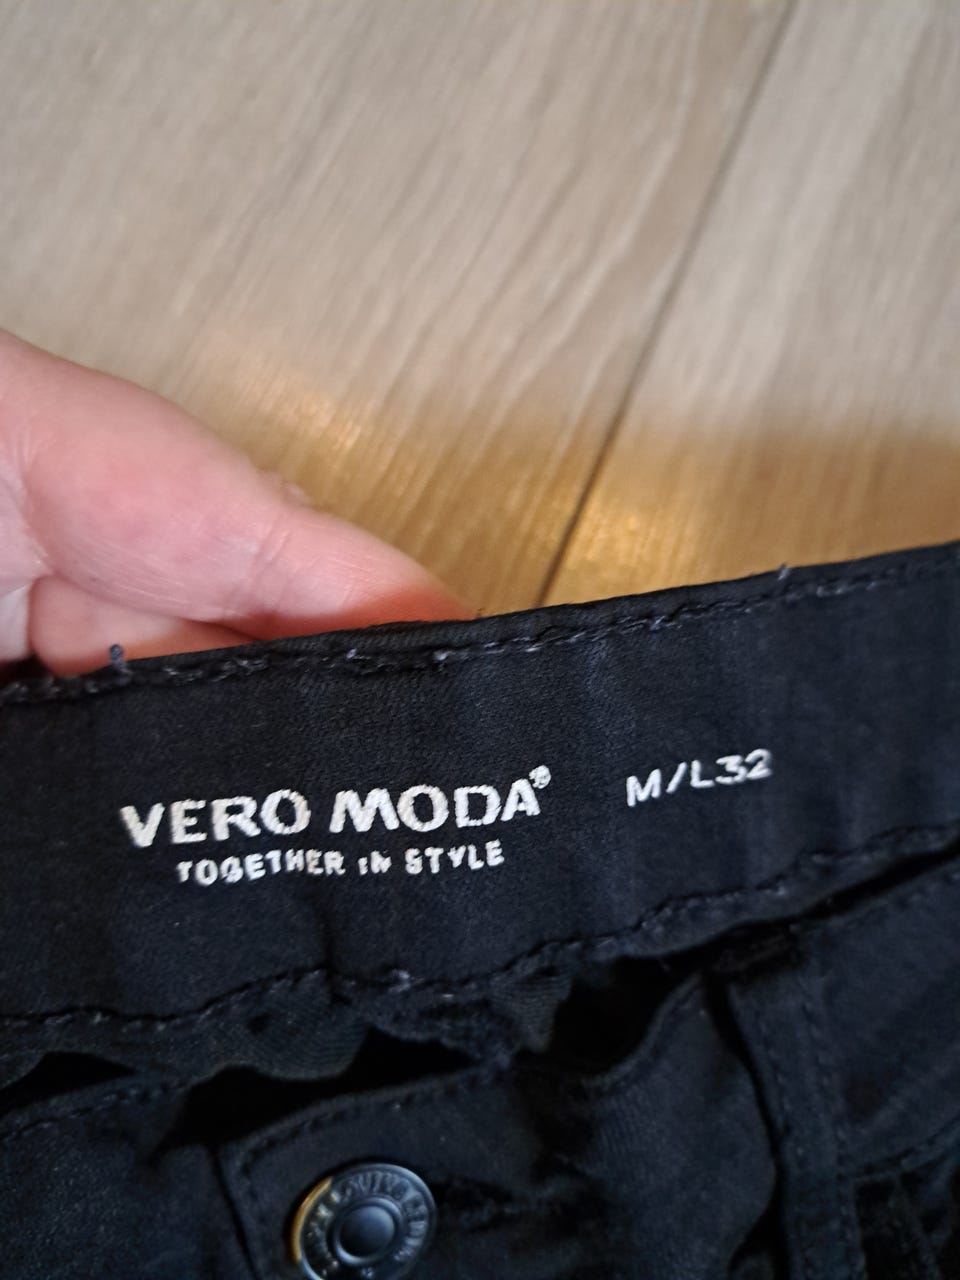 VERO MODA® M/L32
TOGETHER IN STYLE